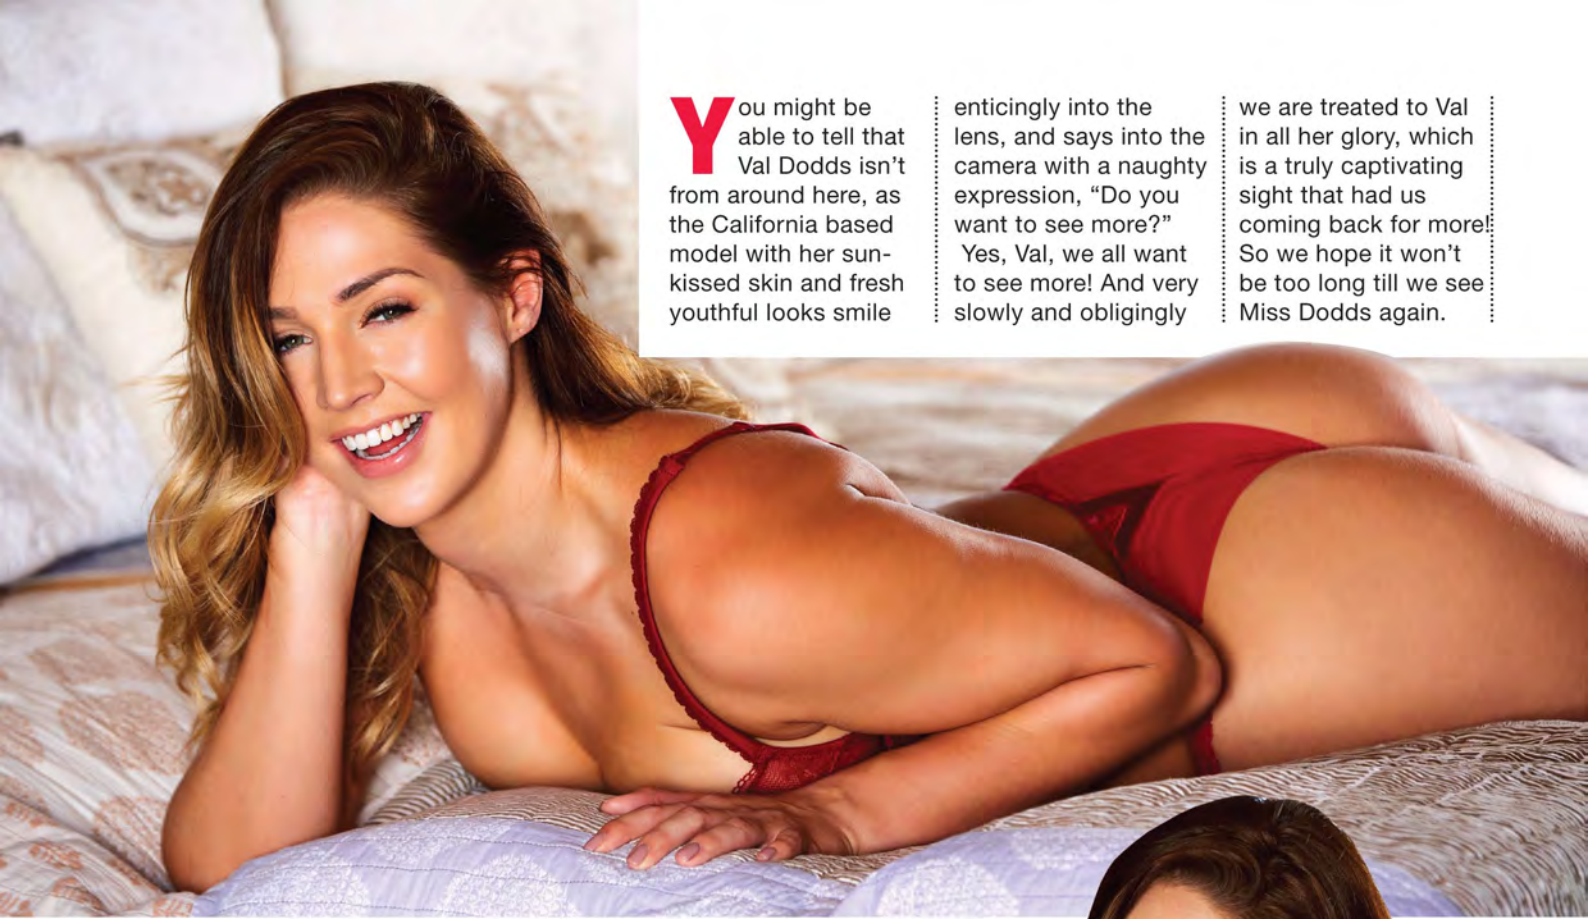 You might be
able to tell that
Val Dodds isn't
from around here, as
the California based
model with her sun-
kissed skin and fresh
youthful looks smile
enticingly into the
lens, and says into the
camera with a naughty
expression, “Do you
want to see more?”
Yes, Val, we all want
to see more! And very
slowly and obligingly
we are treated to Val
in all her glory, which
is a truly captivating
sight that had us
coming back for more!
So we hope it won't
be too long till we see
Miss Dodds again.